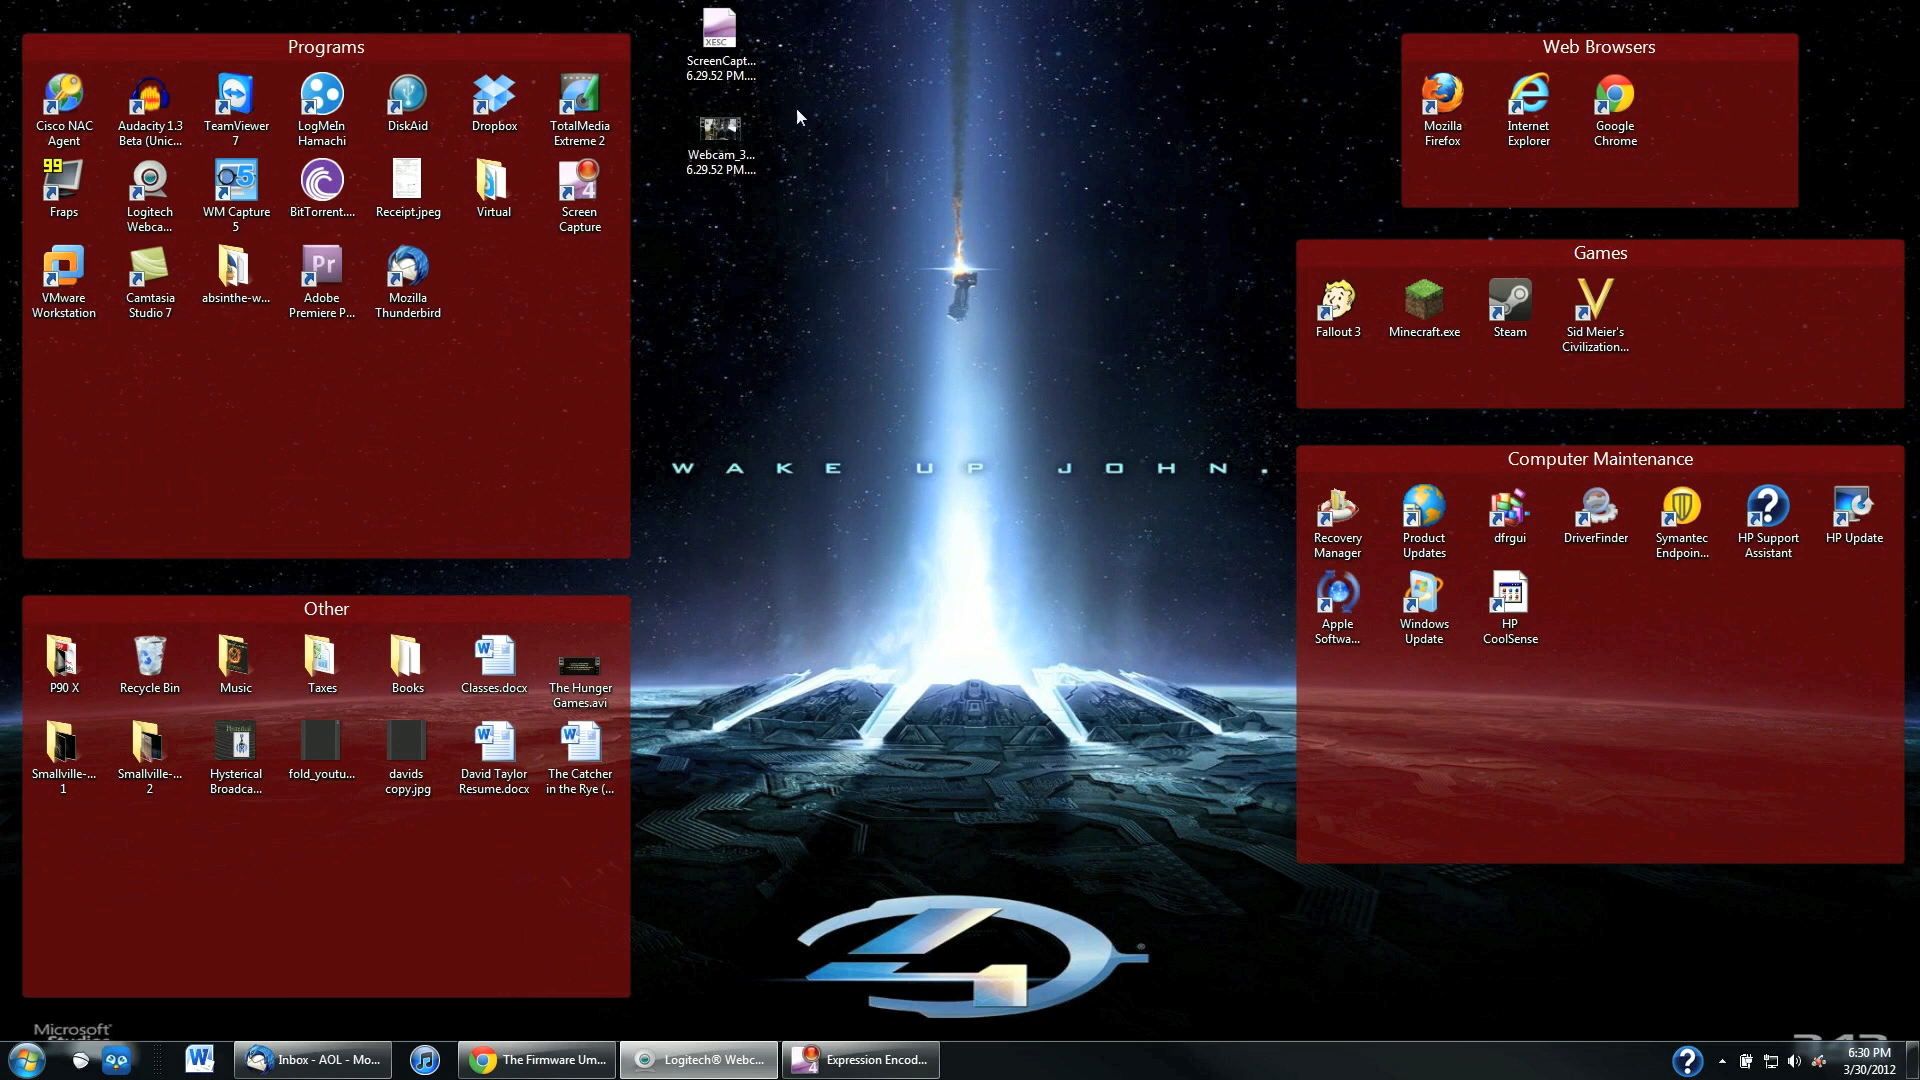 Programs
Cisco NAC
Agent
Audacity 1.3
Beta (Unic...
TeamViewer
7
LogMeIn
Hamachi
DiskAid
Dropbox
TotalMedia
Extreme 2
99
Fraps
Logitech
Webca...
WM Capture
5
BitTorrent....
Receipt.jpeg
Virtual
Screen
Capture
VMware
Workstation
Camtasia
Studio 7
absinthe-w...
Pr
Adobe
Premiere P...
Mozilla
Thunderbird
XESC
ScreenCapt...
6.29.52 PM....
Webcam_3...
6.29.52 PM....
Web Browsers
Mozilla
Firefox
Internet
Explorer
Google
Chrome
Games
Fallout 3
Minecraft.exe
Steam
Sid Meier's
Civilization...
WAKE UP JOHN.
Computer Maintenance
Recovery
Manager
Product
Updates
dfrgui
DriverFinder
Symantec
Endpoin...
HP Support
Assistant
HP Update
Apple
Softwa...
Windows
Update
HP
CoolSense
Other
P90 X
Recycle Bin
Music
Taxes
Books
Classes.docx
The Hunger
Games.avi
Smallville-...
1
Smallville-...
2
Hysterical
Broadca...
fold_youtu...
davids
copy.jpg
David Taylor
Resume.docx
The Catcher
in the Rye (...
4
Microsoft
Inbox - AOL - Mo...
The Firmware Um...
Logitech® Webc...
Expression Encod...
6:30 PM
3/30/2012